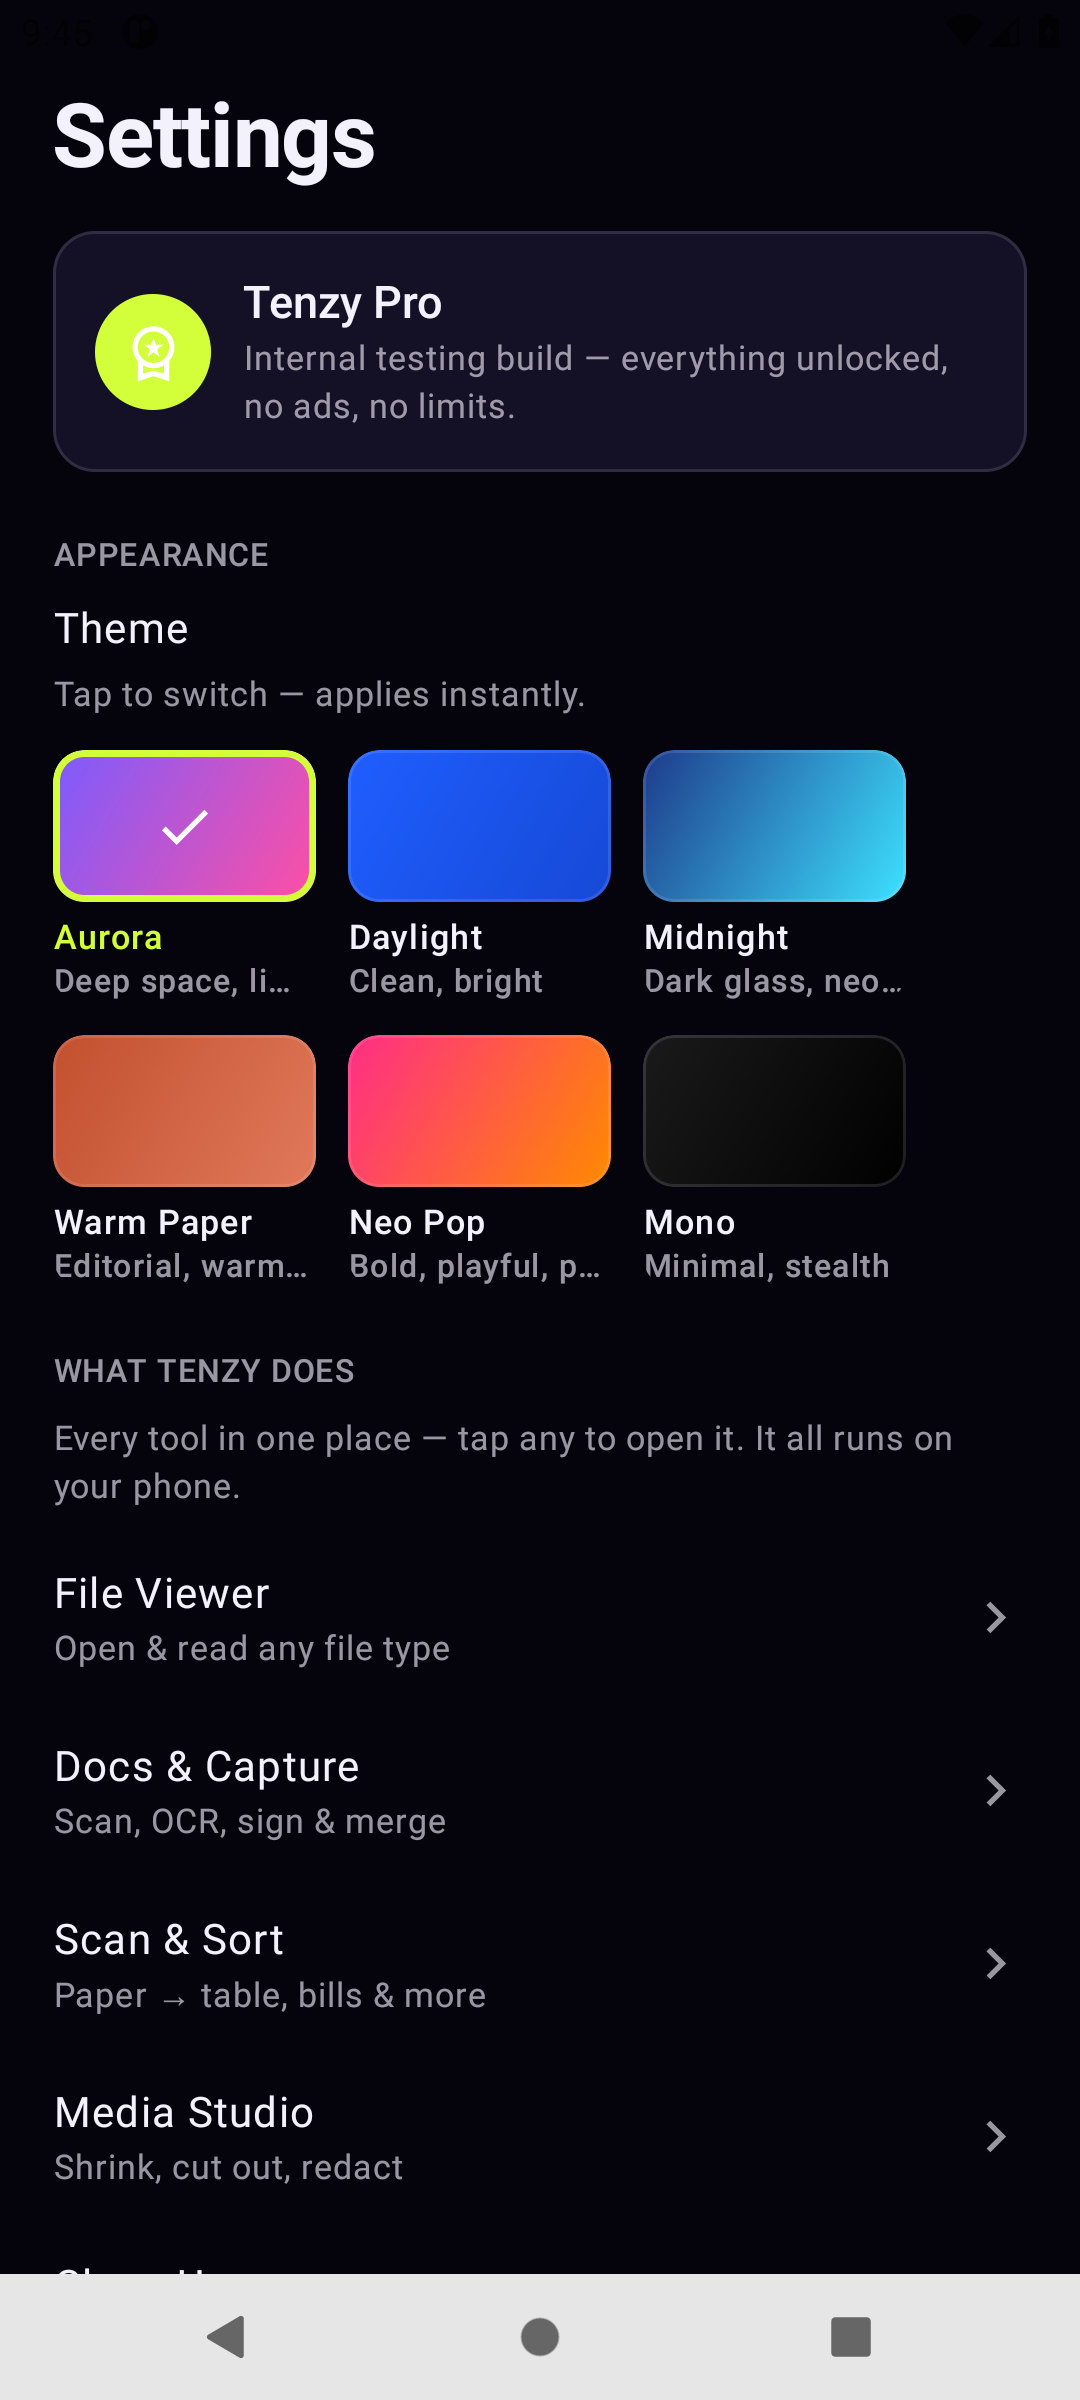 9:45
Settings
Tenzy Pro
Internal testing build — everything unlocked,
no ads, no limits.
APPEARANCE
Theme
Tap to switch — applies instantly.
Aurora
Daylight
Midnight
Deep space, li…
Clean, bright
Dark glass, neo…
Warm Paper
Neo Pop
Mono
Editorial, warm…
Bold, playful, p…
Minimal, stealth
WHAT TENZY DOES
Every tool in one place — tap any to open it. It all runs on
your phone.
File Viewer
Open & read any file type
Docs & Capture
Scan, OCR, sign & merge
Scan & Sort
Paper → table, bills & more
Media Studio
Shrink, cut out, redact